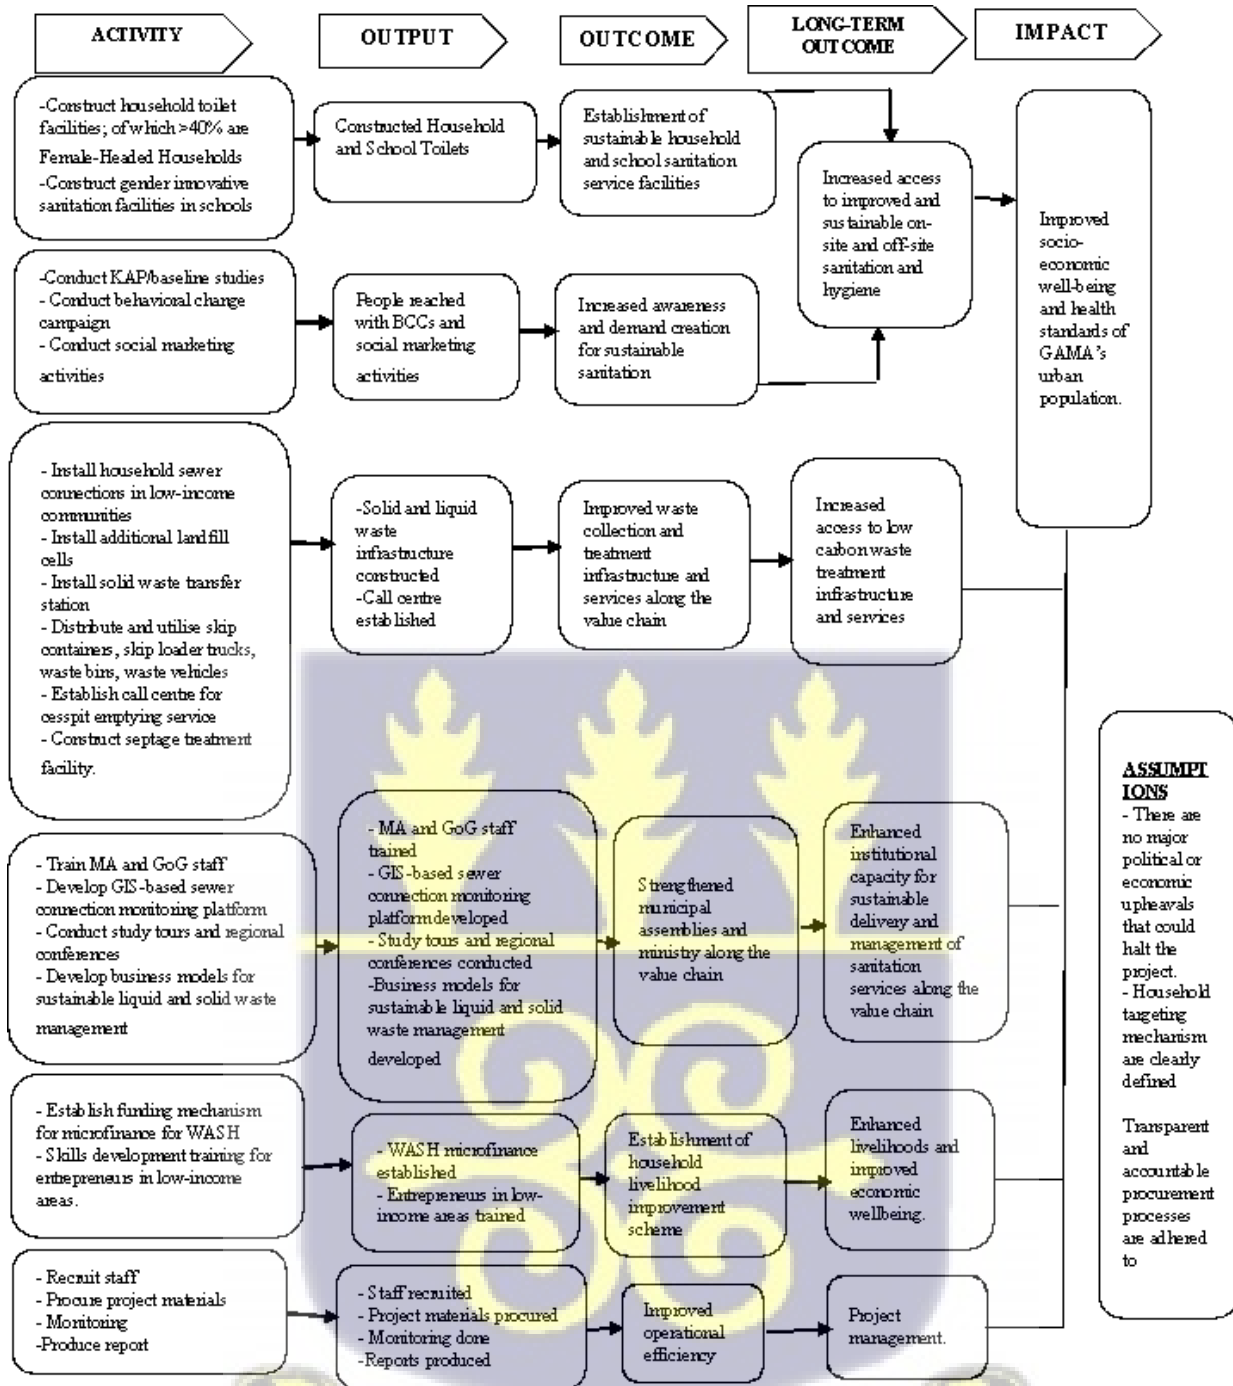 ACTIVITY
OUTPUT
OUTCOME
LONG-TERM
OUTCOME
IMPACT
-Construct household toilet
facilities; of which >40% are
Female-Headed Households
-Construct gender innovative
sanitation facilities in schools
Constructed Household
and School Toilets
Establishment of
sustainable household
and school sanitation
service facilities
Increased access
to improved and
sustainable on-
site and off-site
sanitation and
hygiene
Improved
socio-
economic
well-being
and health
standards of
GAMA's
urban
population.
-Conduct KAP/baseline studies
- Conduct behavioral change
campaign
- Conduct social marketing
activities
People reached
with BCCs and
social marketing
activities
Increased awareness
and demand creation
for sustainable
sanitation
- Install household sewer
connections in low-income
communities
- Install additional landfill
cells
- Install solid waste transfer
station
- Distribute and utilise skip
containers, skip loader trucks,
waste bins, waste vehicles
- Establish call centre for
cesspit emptying service
- Construct septage treatment
facility.
-Solid and liquid
waste
infrastructure
constructed
-Call centre
established
Improved waste
collection and
treatment
infrastructure and
services along the
value chain
Increased
access to low
carbon waste
treatment
infrastructure
and services
- Train MA and GoG staff
- Develop GIS-based sewer
connection monitoring platform
- Conduct study tours and regional
conferences
- Develop business models for
sustainable liquid and solid waste
management
- MA and GoG staff
trained
- GIS-based sewer
connection monitoring
platform developed
- Study tours and regional
conferences conducted
-Business models for
sustainable liquid and solid
waste management
developed
Strengthened
municipal
assemblies and
ministry along the
value chain
Enhanced
institutional
capacity for
sustainable
delivery and
management of
sanitation
services along the
value chain
- Establish funding mechanism
for microfinance for WASH
- Skills development training for
entrepreneurs in low-income
areas.
- WASH microfinance
established
- Entrepreneurs in low-
income areas trained
Establishment of
household
livelihood
improvement
scheme
Enhanced
livelihoods and
improved
economic
wellbeing.
- Recruit staff
- Procure project materials
- Monitoring
-Produce report
- Staff recruited
- Project materials procured
- Monitoring done
-Reports produced
Improved
operational
efficiency
Project
management.
ASSUMPT
IONS
- There are
no major
political or
economic
upheavals
that could
halt the
project.
- Household
targeting
mechanism
are clearly
defined
Transparent
and
accountable
procurement
processes
are adhered
to